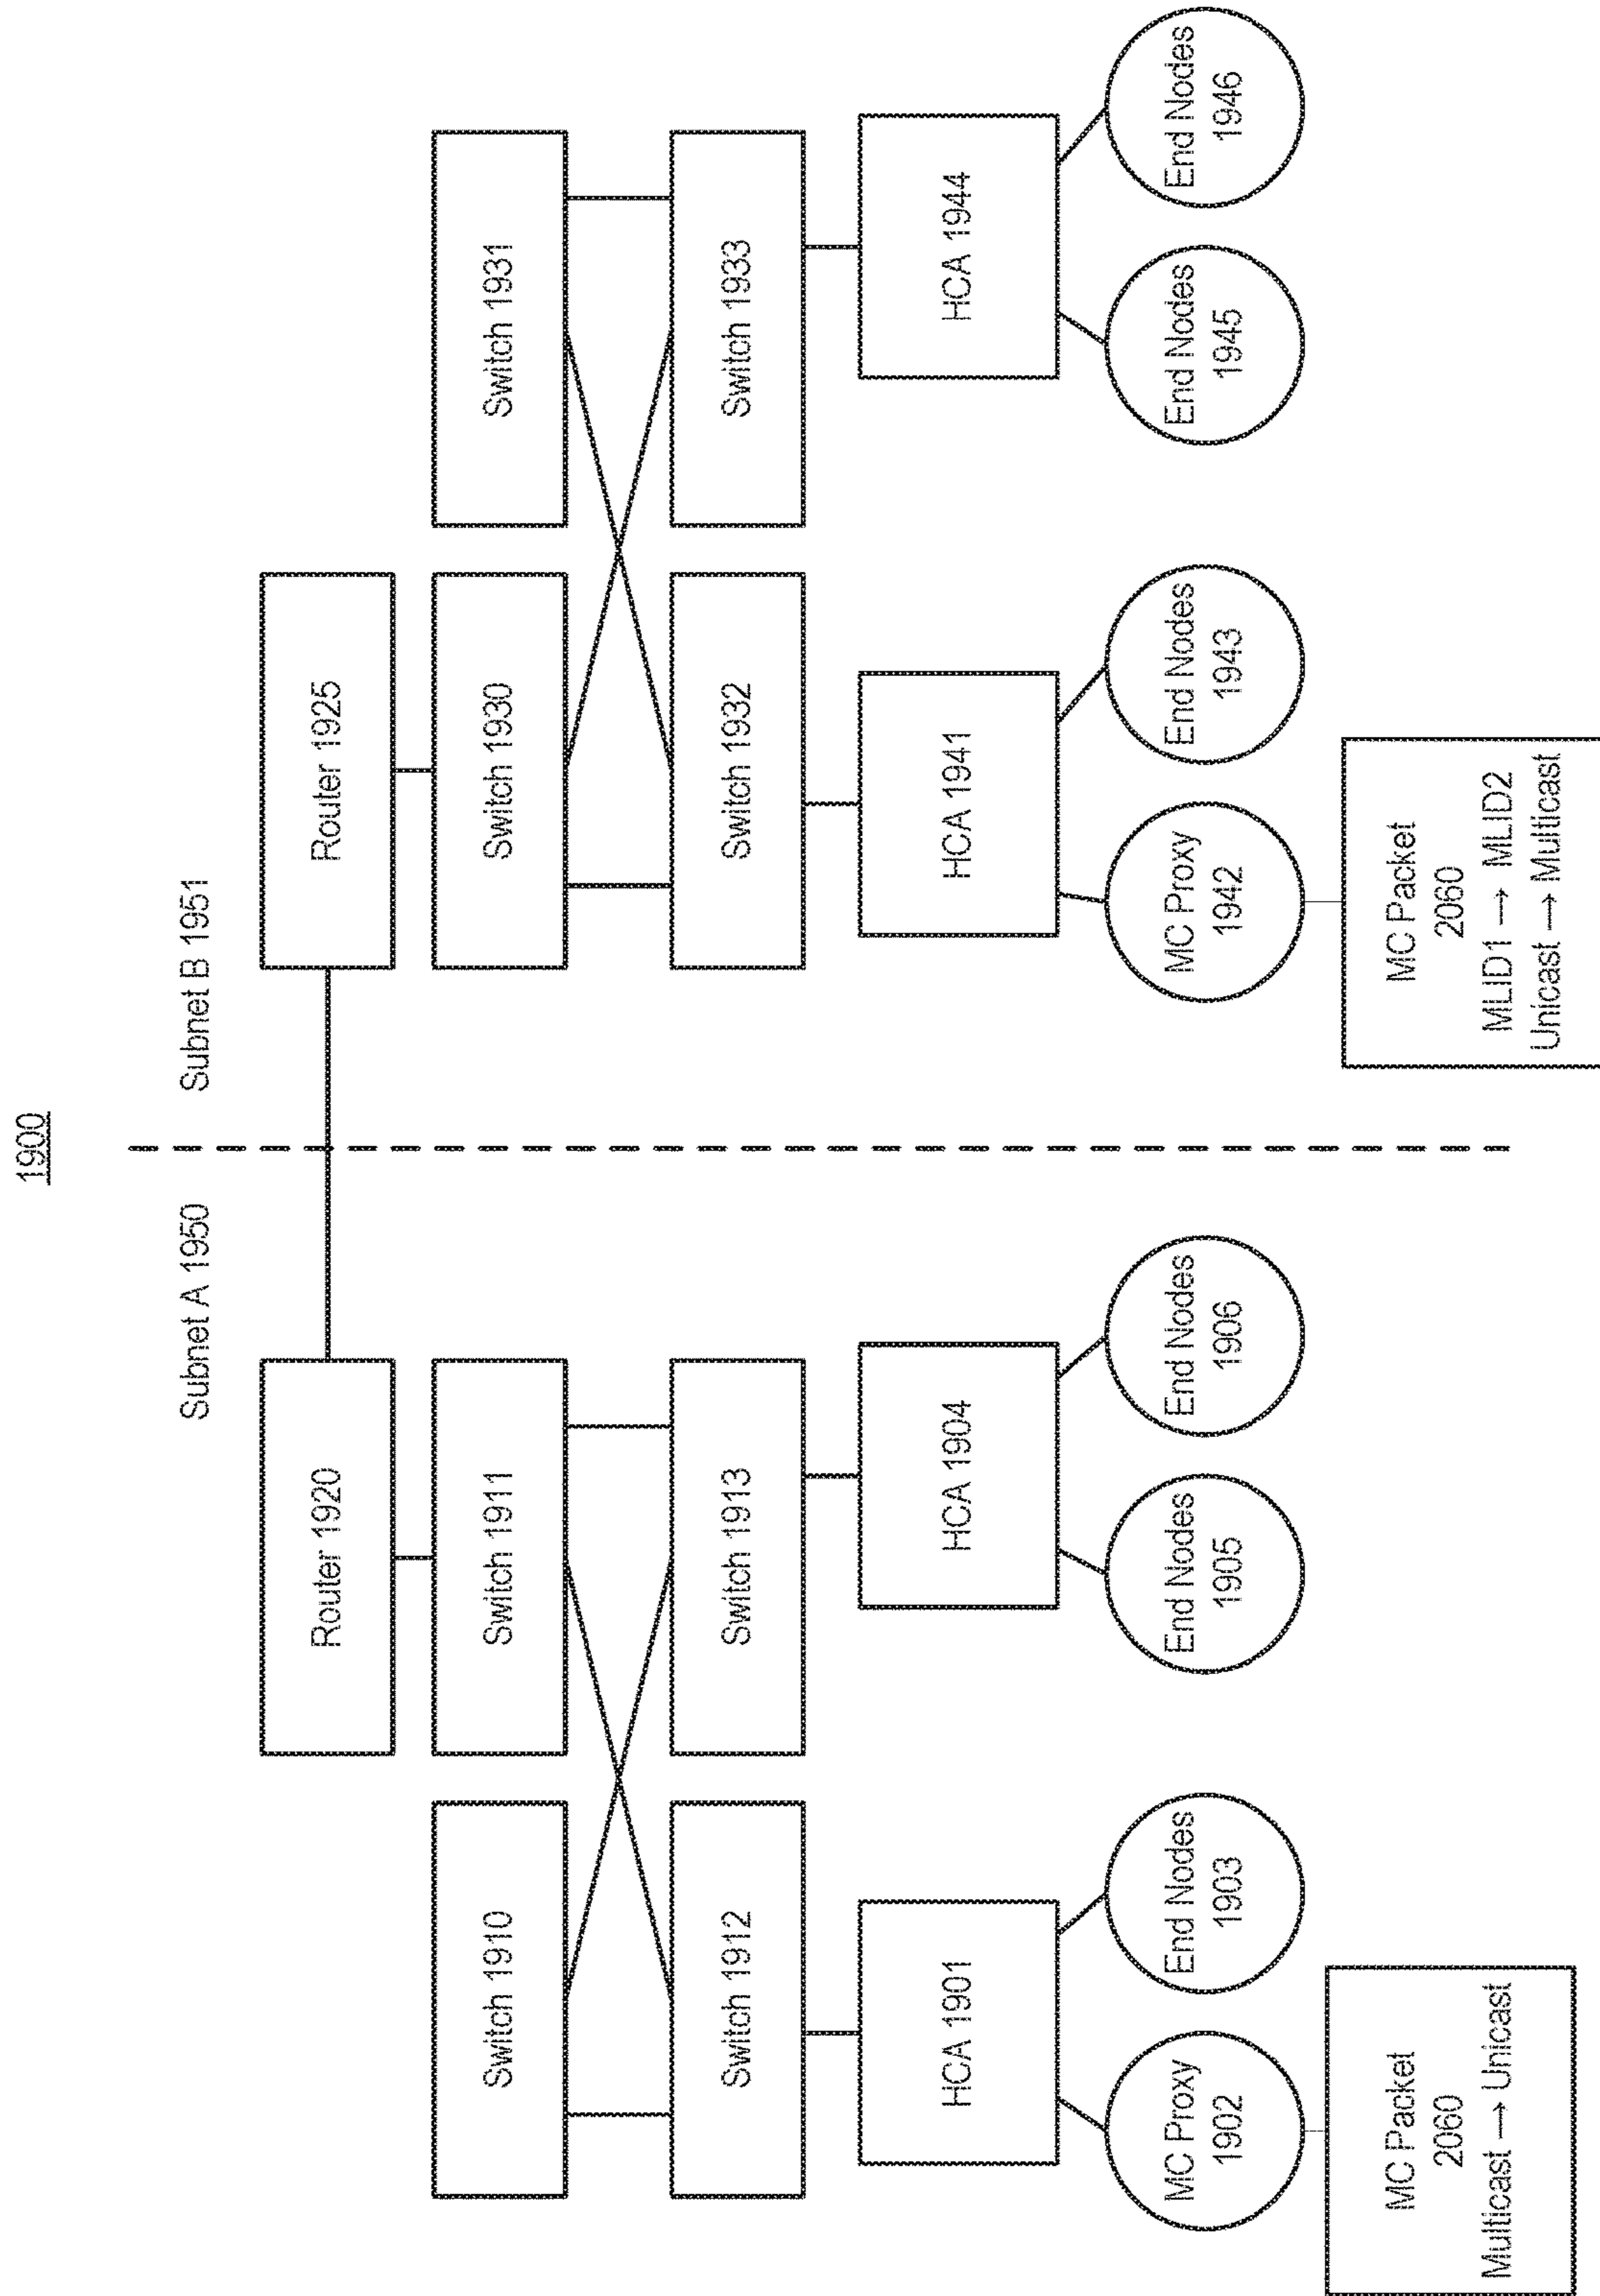 1900
Subnet A 1950
Subnet B 1951
Router 1920
Router 1925
Switch 1910
Switch 1911
Switch 1930
Switch 1931
Switch 1912
Switch 1913
Switch 1932
Switch 1933
HCA 1901
HCA 1904
HCA 1941
HCA 1944
MC Proxy
1902
End Nodes
1903
End Nodes
1905
End Nodes
1906
MC Proxy
1942
End Nodes
1943
End Nodes
1945
End Nodes
1946
MC Packet
2060
Multicast → Unicast
MC Packet
2060
MLID1 → MLID2
Unicast → Multicast